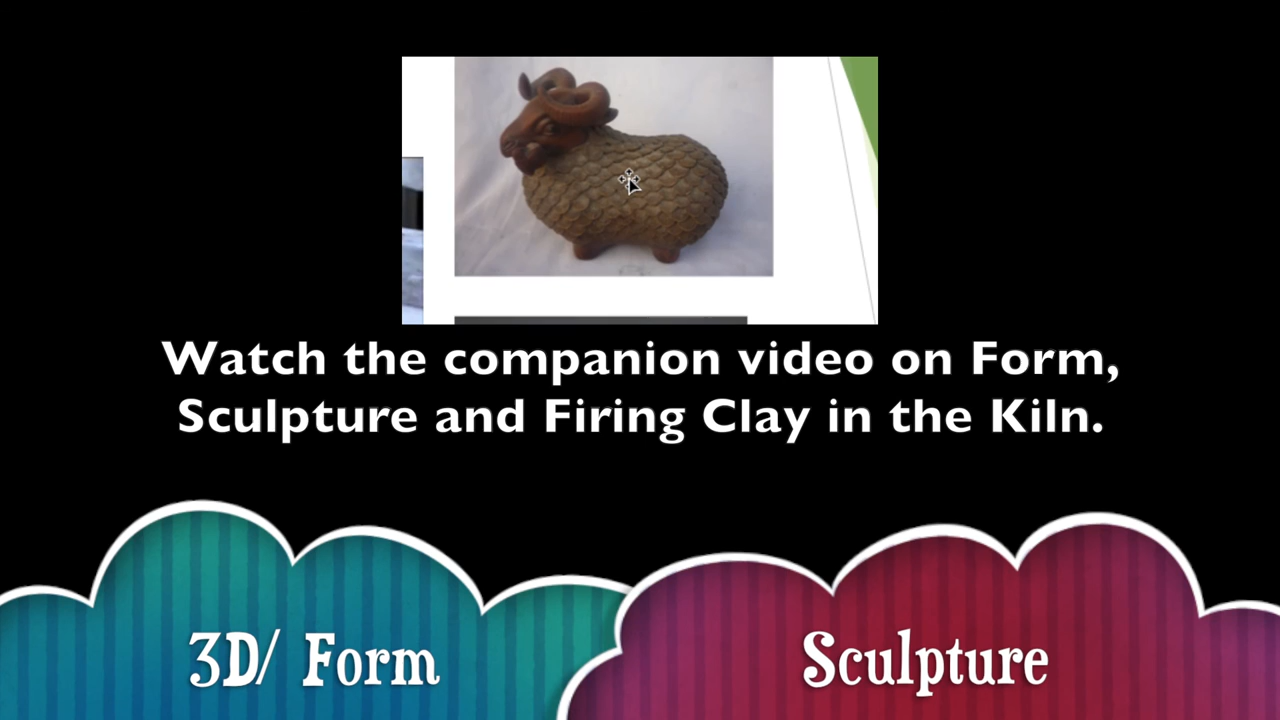 Watch the companion video on Form,
Sculpture and Firing Clay in the Kiln.
3D/ Form
Sculpture